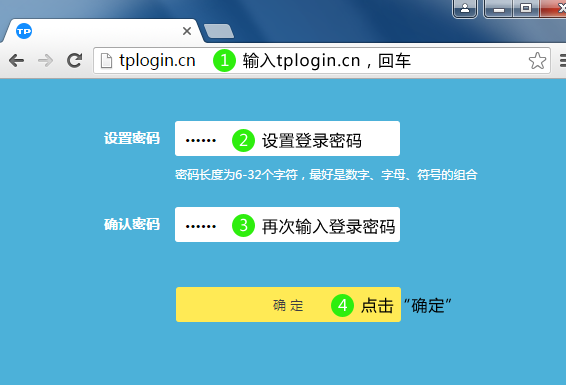 TP
tplogin.cn 1 输入tplogin.cn，回车
设置密码 •••••• 2 设置登录密码
密码长度为6-32个字符，最好是数字、字母、符号的组合
确认密码 •••••• 3 再次输入登录密码
确 定 4 点击“确定”